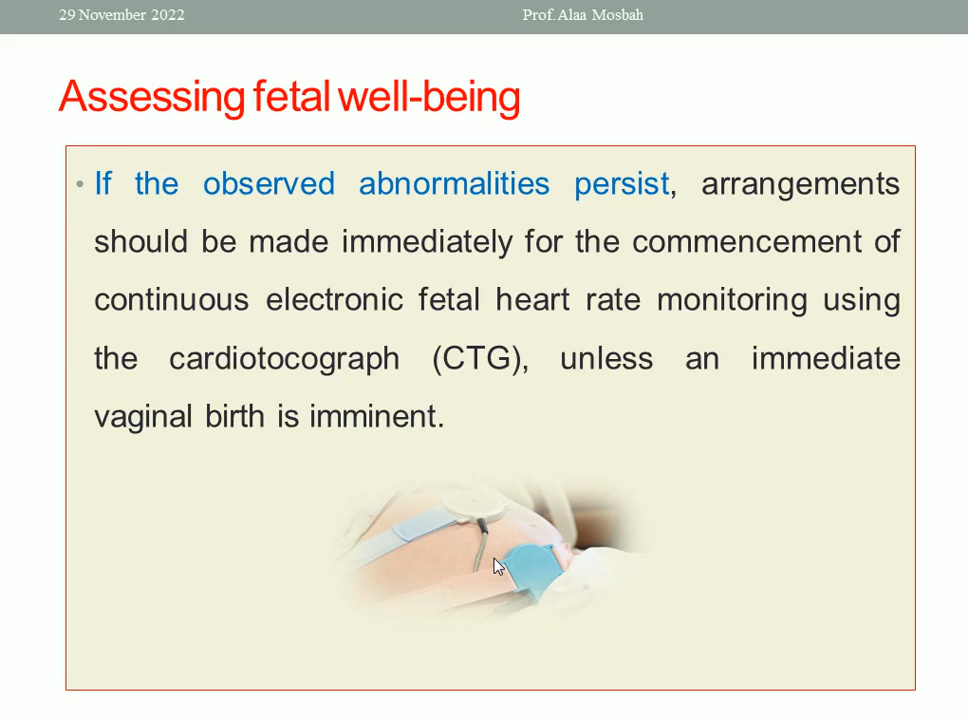 29 November 2022 Prof. Alaa Mosbah
Assessing fetal well-being
• If the observed abnormalities persist, arrangements
should be made immediately for the commencement of
continuous electronic fetal heart rate monitoring using
the cardiotocograph (CTG), unless an immediate
vaginal birth is imminent.